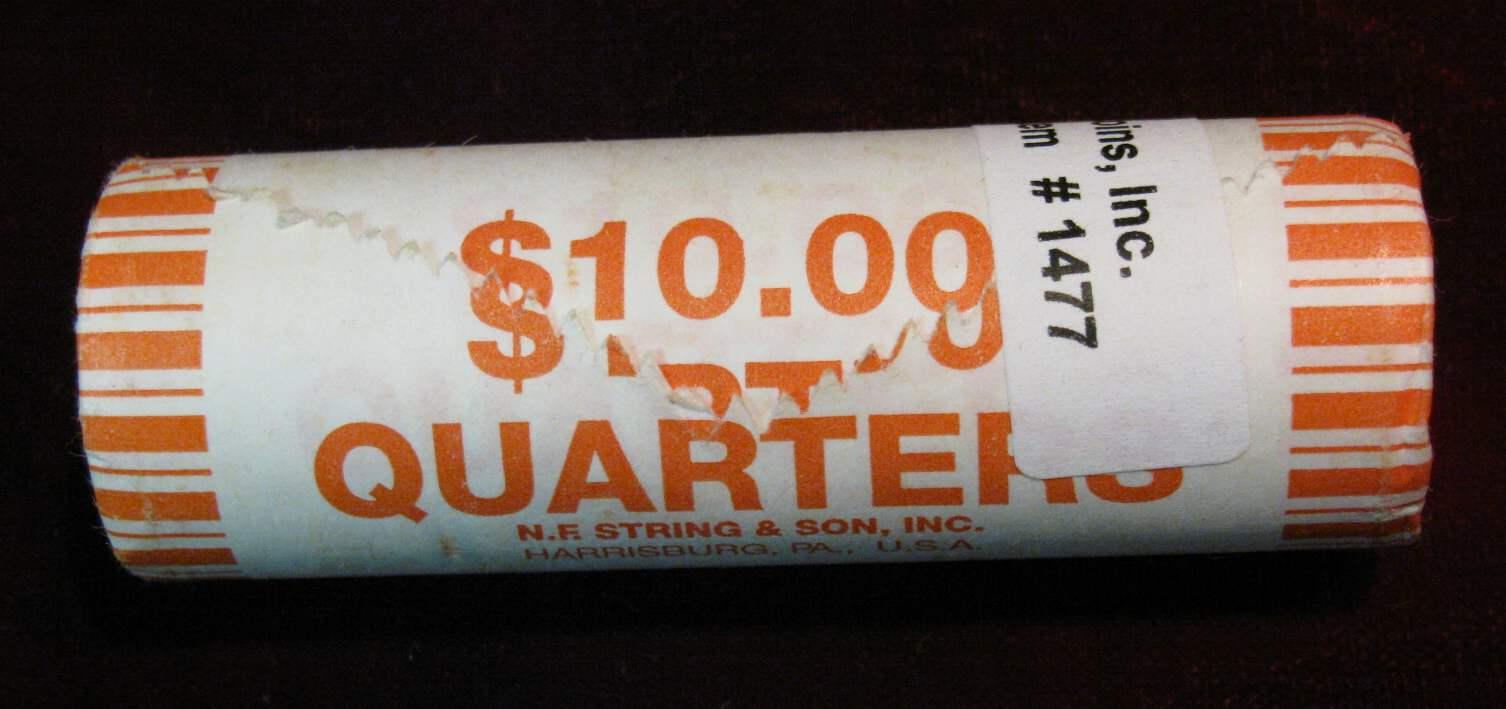 $10.00
QUARTERS
N.F. STRING & SON, INC.
HARRISBURG, PA., U.S.A.
Inc.
# 1477